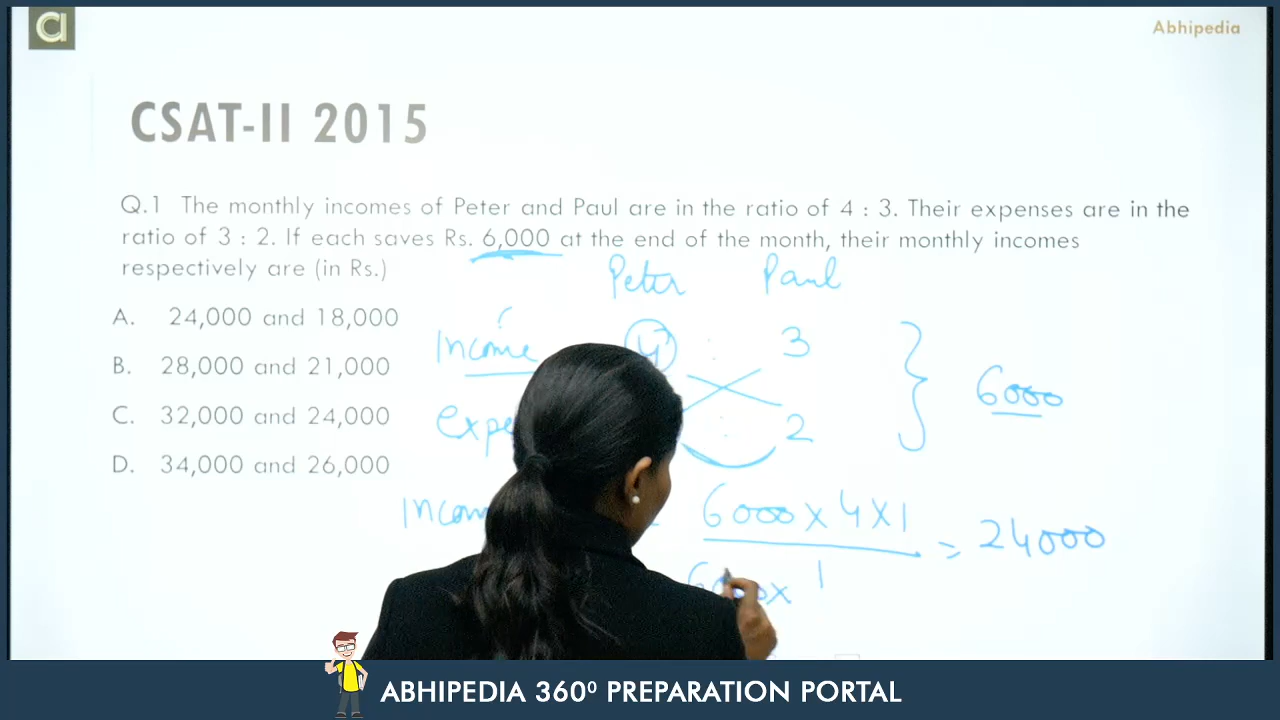 a
Abhipedia
CSAT-II 2015
Q.1 The monthly incomes of Peter and Paul are in the ratio of 4 : 3. Their expenses are in the
ratio of 3 : 2. If each saves Rs. 6,000 at the end of the month, their monthly incomes
respectively are (in Rs.)
Peter Paul
A. 24,000 and 18,000
B. 28,000 and 21,000
C. 32,000 and 24,000
D. 34,000 and 26,000
Income 4 : 3 } 6000
: 2
6000 x 4 x 1 = 24000
6000 x 1
ABHIPEDIA 360⁰ PREPARATION PORTAL